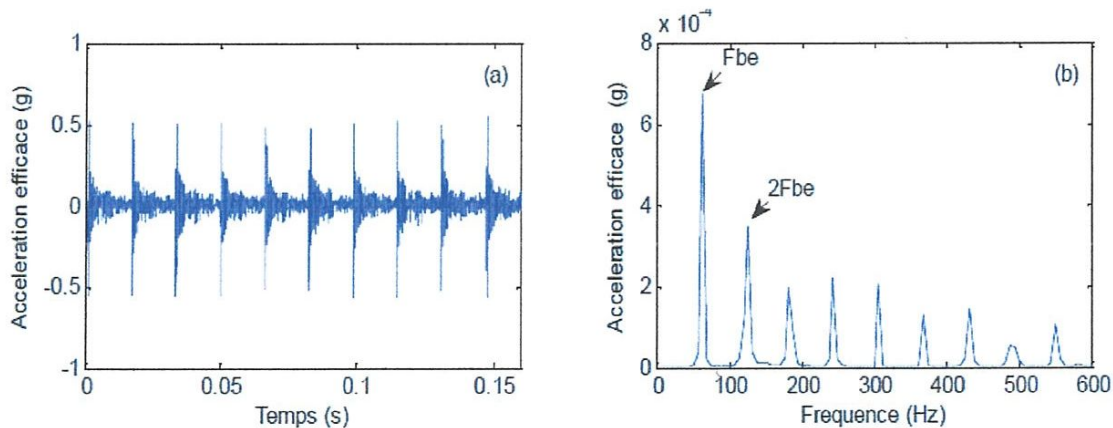 (a)
Acceleration efficace (g)
1
0.5
0
-0.5
-1
0
0.05
0.1
0.15
Temps (s)
x 10⁻⁴
(b)
Acceleration efficace (g)
8
6
4
2
0
Fbe
2Fbe
0
100
200
300
400
500
600
Frequence (Hz)